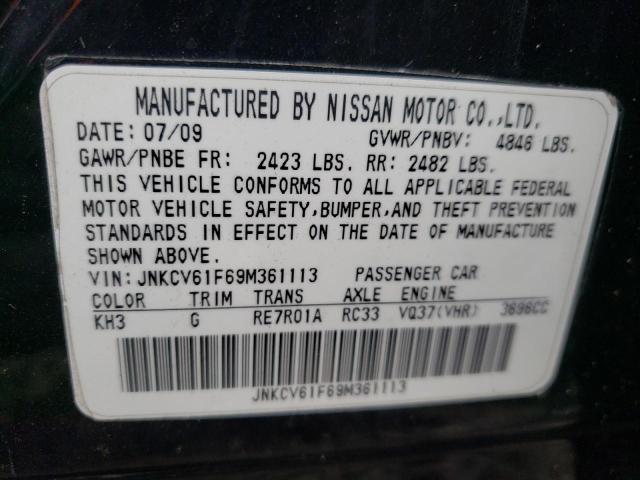 MANUFACTURED BY NISSAN MOTOR CO.,LTD.
DATE: 07/09 GVWR/PNBV: 4846 LBS.
GAWR/PNBE FR: 2423 LBS. RR: 2482 LBS.
THIS VEHICLE CONFORMS TO ALL APPLICABLE FEDERAL
MOTOR VEHICLE SAFETY,BUMPER,AND THEFT PREVENTION
STANDARDS IN EFFECT ON THE DATE OF MANUFACTURE
SHOWN ABOVE.
VIN:JNKCV61F69M361113 PASSENGER CAR
COLOR TRIM TRANS AXLE ENGINE
KH3 G RE7R01A RC33 VQ37(VHR) 3696CC
JNKCV61F69M361113